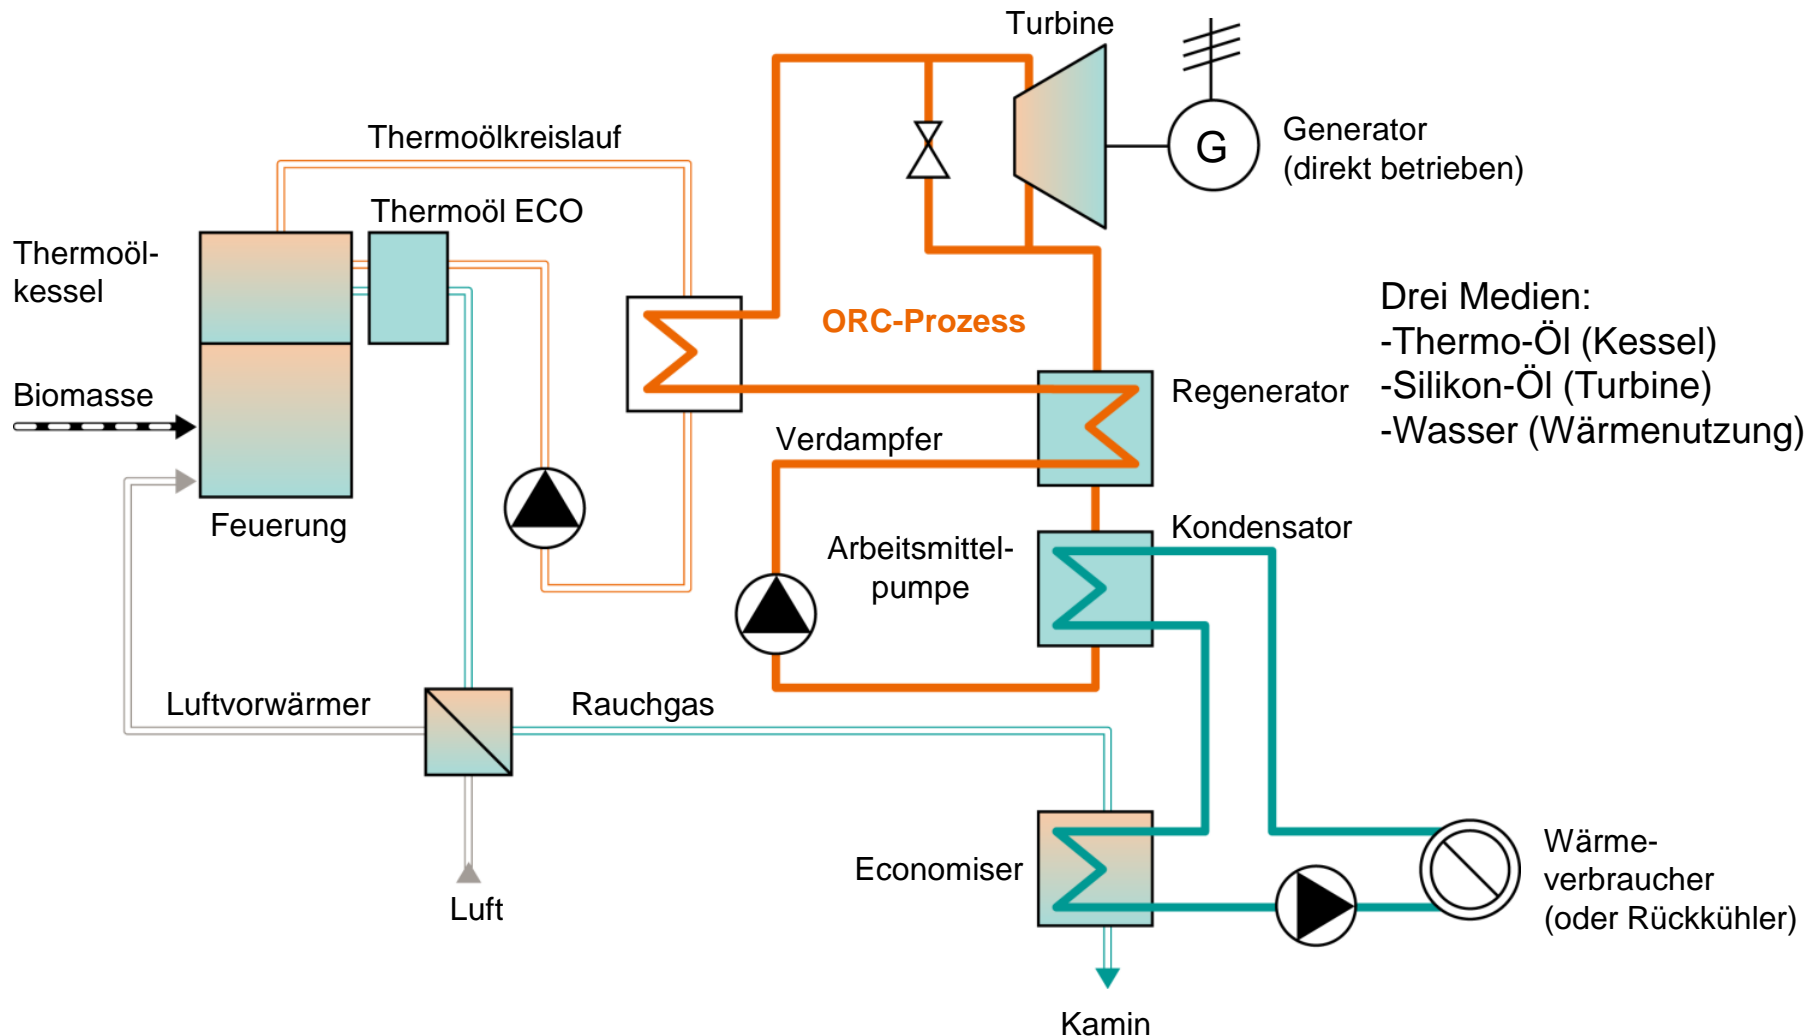 Turbine
Thermoölkreislauf
G
Generator
(direkt betrieben)
Thermoöl ECO
Thermoöl-
kessel
ORC-Prozess
Drei Medien:
-Thermo-Öl (Kessel)
-Silikon-Öl (Turbine)
-Wasser (Wärmenutzung)
Biomasse
Regenerator
Verdampfer
Feuerung
Kondensator
Arbeitsmittel-
pumpe
Luftvorwärmer
Rauchgas
Economiser
Wärme-
verbraucher
(oder Rückkühler)
Luft
Kamin